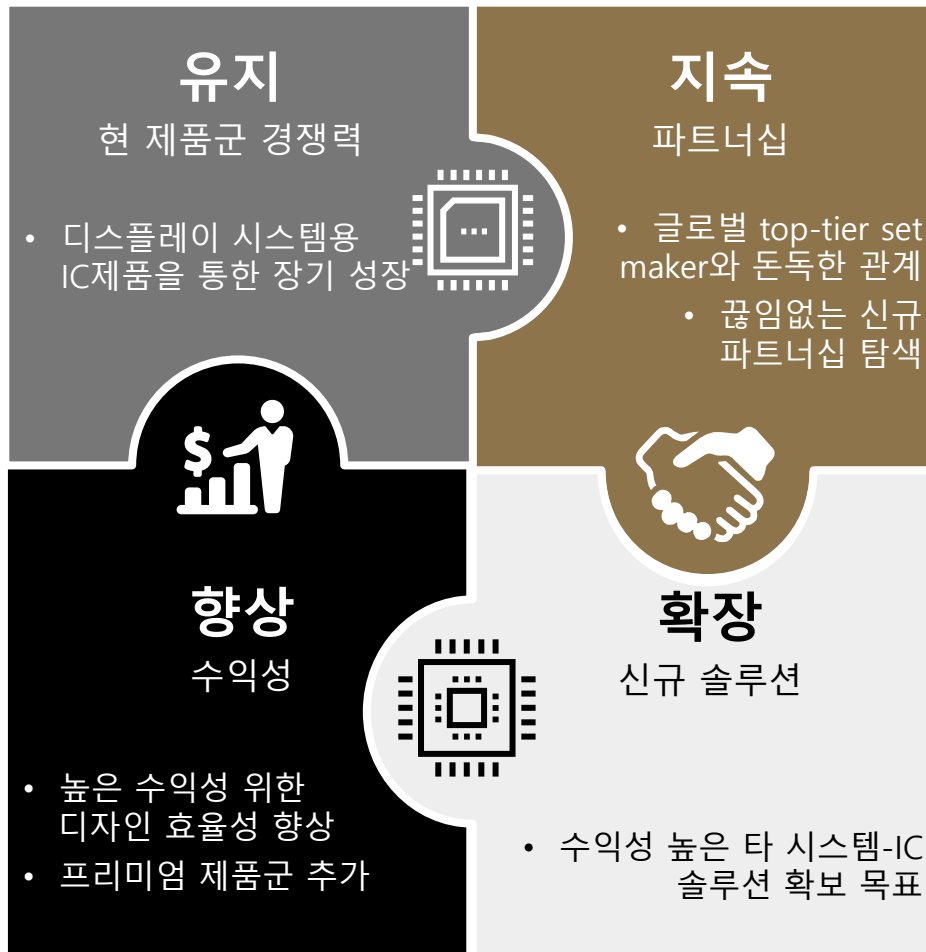 유지
현 제품군 경쟁력
• 디스플레이 시스템용
IC제품을 통한 장기 성장
지속
파트너십
• 글로벌 top-tier set
maker와 돈독한 관계
• 끊임없는 신규
파트너십 탐색
$
향상
수익성
• 높은 수익성 위한
디자인 효율성 향상
• 프리미엄 제품군 추가
확장
신규 솔루션
• 수익성 높은 타 시스템-IC
솔루션 확보 목표